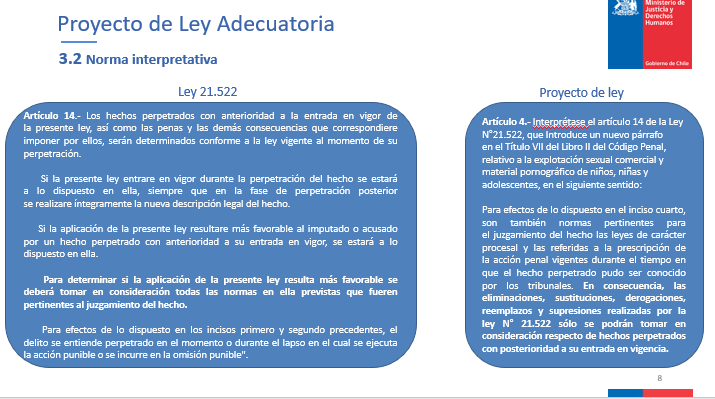 Proyecto de Ley Adecuatoria
Ministerio de
Justicia y
Derechos
Humanos
Gobierno de Chile
3.2 Norma interpretativa
Ley 21.522
Artículo 14.- Los hechos perpetrados con anterioridad a la entrada en vigor de
la presente ley, así como las penas y las demás consecuencias que correspondiere
imponer por ellos, serán determinados conforme a la ley vigente al momento de su
perpetración.
Si la presente ley entrare en vigor durante la perpetración del hecho se estará
a lo dispuesto en ella, siempre que en la fase de perpetración posterior
se realizare íntegramente la nueva descripción legal del hecho.
Si la aplicación de la presente ley resultare más favorable al imputado o acusado
por un hecho perpetrado con anterioridad a su entrada en vigor, se estará a lo
dispuesto en ella.
Para determinar si la aplicación de la presente ley resulta más favorable se
deberá tomar en consideración todas las normas en ella previstas que fueren
pertinentes al juzgamiento del hecho.
Para efectos de lo dispuesto en los incisos primero y segundo precedentes, el
delito se entiende perpetrado en el momento o durante el lapso en el cual se ejecuta
la acción punible o se incurre en la omisión punible".
Proyecto de ley
Artículo 4.- Interprétase el artículo 14 de la Ley
N°21.522, que Introduce un nuevo párrafo
en el Título VII del Libro II del Código Penal,
relativo a la explotación sexual comercial y
material pornográfico de niños, niñas y
adolescentes, en el siguiente sentido:
Para efectos de lo dispuesto en el inciso cuarto,
son también normas pertinentes para
el juzgamiento del hecho las leyes de carácter
procesal y las referidas a la prescripción de
la acción penal vigentes durante el tiempo en
que el hecho perpetrado pudo ser conocido
por los tribunales. En consecuencia, las
eliminaciones, sustituciones, derogaciones,
reemplazos y supresiones realizadas por la
ley N° 21.522 sólo se podrán tomar en
consideración respecto de hechos perpetrados
con posterioridad a su entrada en vigencia.
8